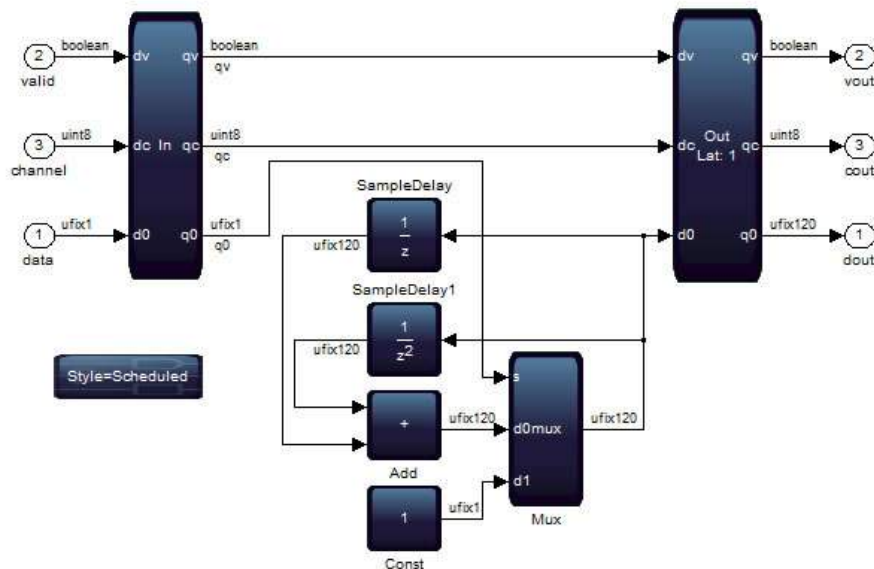 2 boolean dv qv boolean dv qv boolean 2
valid qv vout
3 uint8 dc In qc uint8 dc Out Lat: 1 qc uint8 3
channel qc cout
SampleDelay
1 ufix1 d0 q0 ufix1 ufix120 1/z d0 q0 ufix120 1
data q0 dout
SampleDelay1
ufix120 1/z²
Style=Scheduled
s
+ ufix120 d0 mux ufix120
Add
d1
1 ufix1
Const
Mux